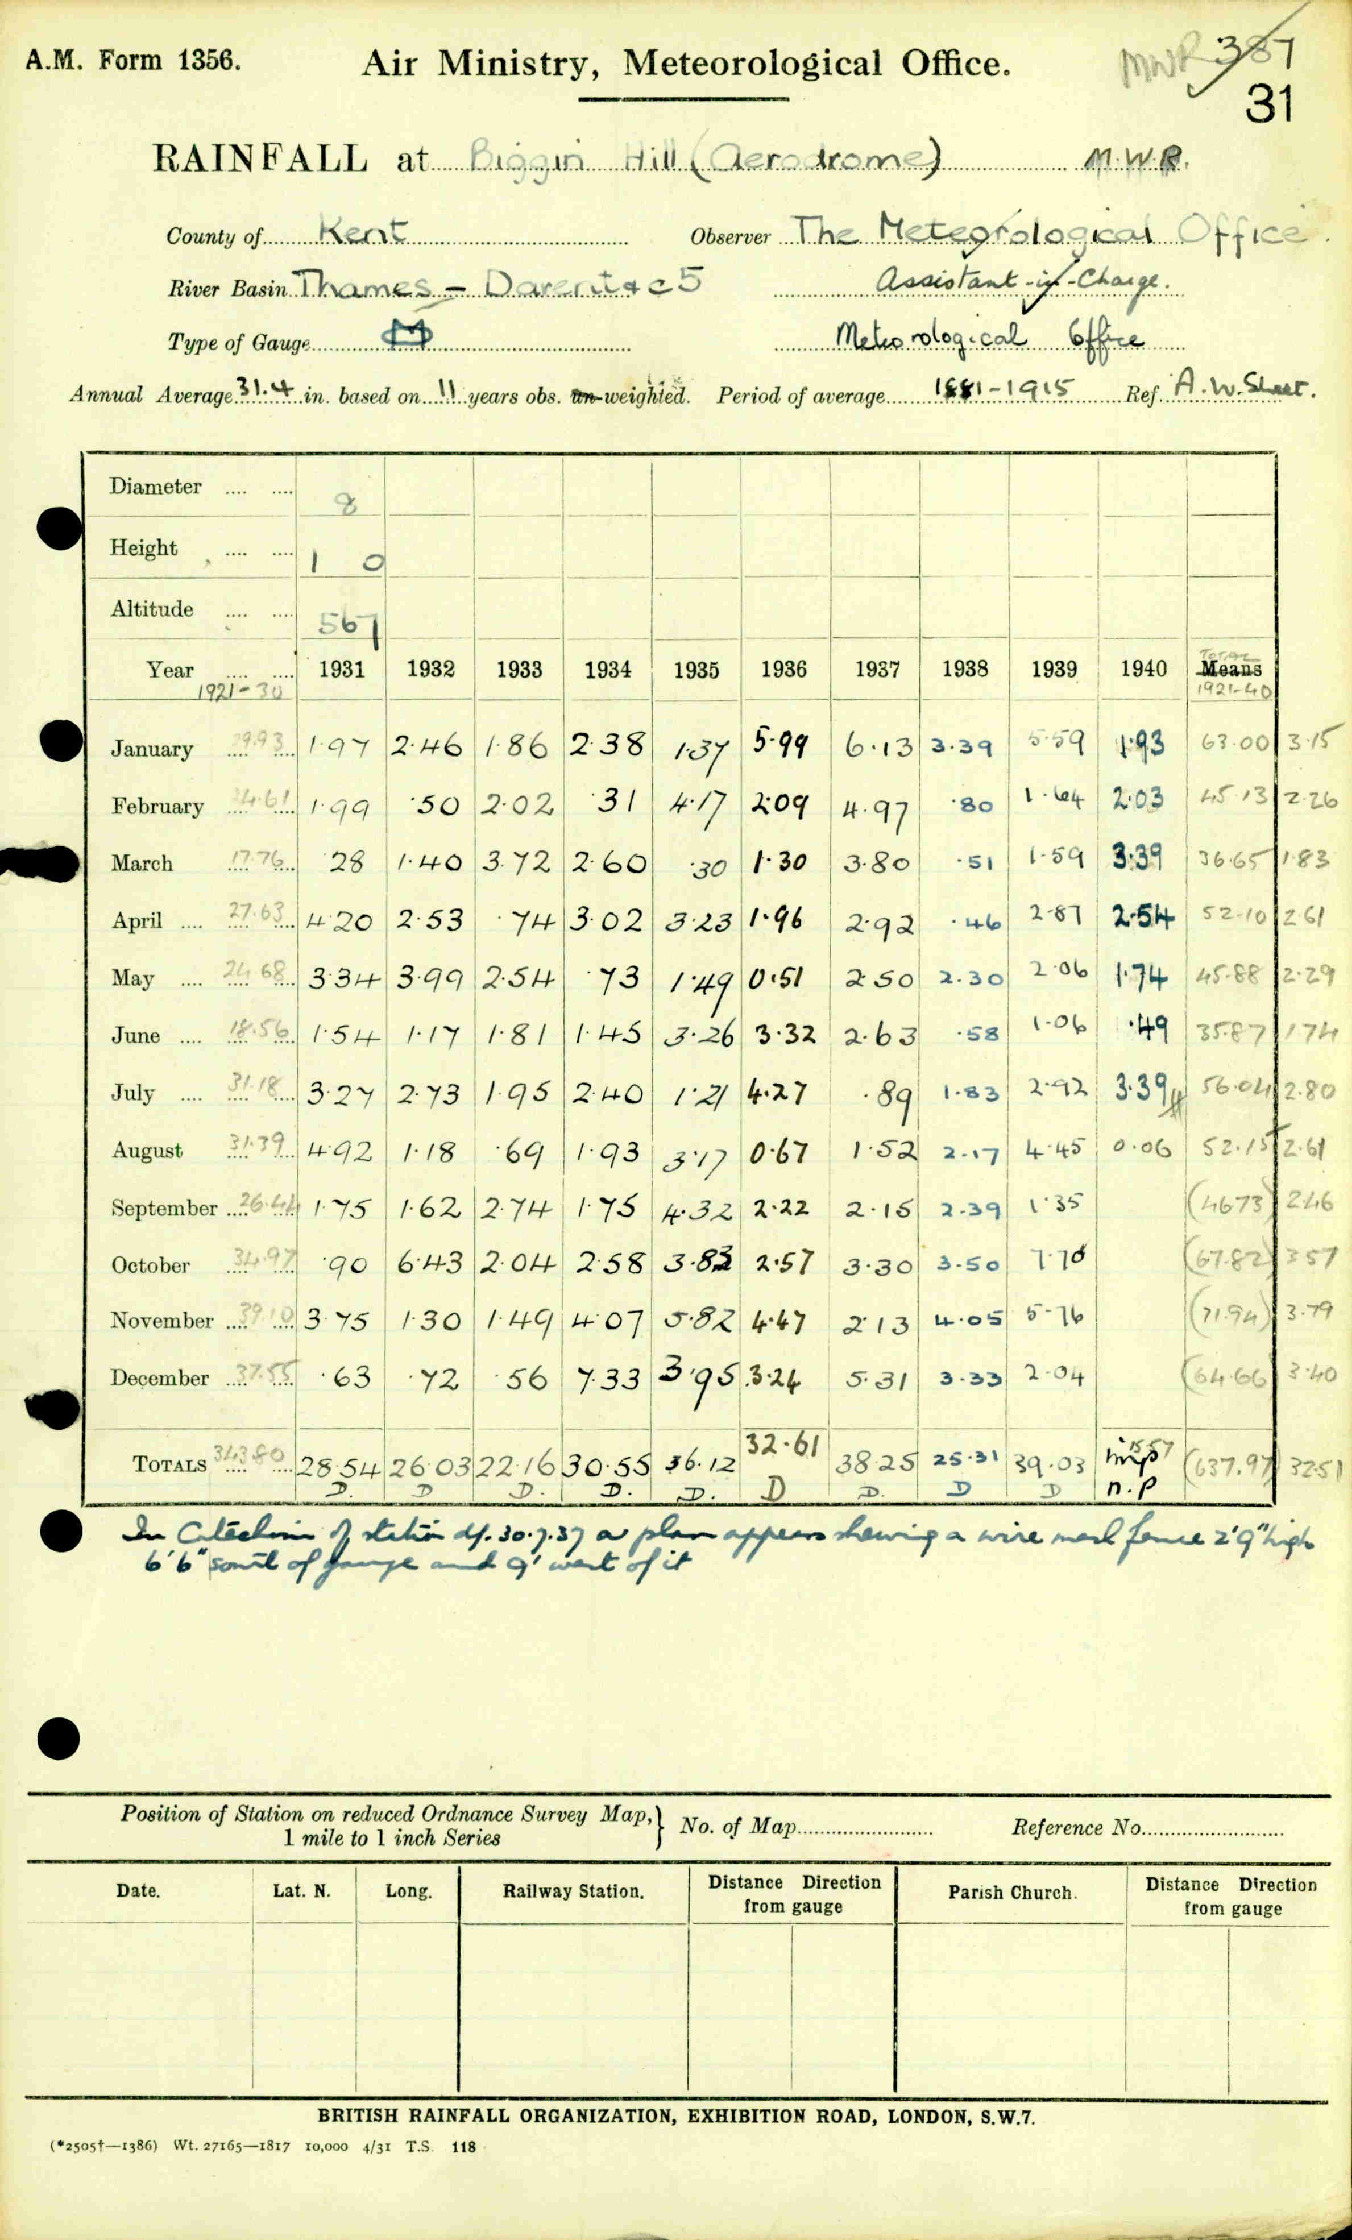 A.M. Form 1356. Air Ministry, Meteorological Office. MWR 387
31
RAINFALL at Biggin Hill (Aerodrome) M.W.R.
County of Kent Observer The Meteorological Office.
River Basin Thames - Darent &c 5 Assistant-in-Charge.
Type of Gauge M Meteorological Office
Annual Average 31.4 in. based on 11 years obs. un-weighted. Period of average 1881-1915 Ref. A.W. Sheet.
Diameter 8
Height 1 0
Altitude 567
Year 1931 1932 1933 1934 1935 1936 1937 1938 1939 1940 Total Means
1921-30 1921-40
January 29.93 1.97 2.46 1.86 2.38 1.37 5.99 6.13 3.39 5.59 1.93 63.00 3.15
February 24.61 1.99 .50 2.02 .31 4.17 2.09 4.97 .80 1.64 2.03 45.13 2.26
March 17.76 .28 1.40 3.72 2.60 .30 1.30 3.80 .51 1.59 3.39 36.65 1.83
April 27.63 4.20 2.53 .74 3.02 3.23 1.96 2.92 .46 2.87 2.54 52.10 2.61
May 24.68 3.34 3.99 2.54 .73 1.49 0.51 2.50 2.30 2.06 1.74 45.88 2.29
June 18.56 1.54 1.17 1.81 1.45 3.26 3.32 2.63 .58 1.06 .49 35.87 1.74
July 31.18 3.27 2.73 1.95 2.40 1.21 4.27 .89 1.83 2.92 3.39 56.04 2.80
August 31.39 4.92 1.18 .69 1.93 3.17 0.67 1.52 2.17 4.45 0.06 52.15 2.61
September 26.44 1.75 1.62 2.74 1.75 4.32 2.22 2.15 2.39 1.35 (46.73) 2.46
October 34.97 .90 6.43 2.04 2.58 3.83 2.57 3.30 3.50 7.70 (67.82) 3.57
November 39.10 3.75 1.30 1.49 4.07 5.82 4.47 2.13 4.05 5.76 (71.94) 3.79
December 37.55 .63 .72 .56 7.33 3.95 3.24 5.31 3.33 2.04 (64.66) 3.40
TOTALS 343.80 28.54 26.03 22.16 30.55 36.12 32.61 38.25 25.31 39.03 15.57 imp (637.97) 32.51
D. D D. D. D. D D. D D n.p
In Catechism of station df. 30.7.37 a plan appears shewing a wire mesh fence 2'9" high
6'6" south of gauge and 9' west of it
Position of Station on reduced Ordnance Survey Map, } No. of Map Reference No.
1 mile to 1 inch Series
Date. Lat. N. Long. Railway Station. Distance Direction from gauge Parish Church. Distance Direction from gauge
BRITISH RAINFALL ORGANIZATION, EXHIBITION ROAD, LONDON, S.W.7.
(*2505†—1386) Wt. 27165—1817 10,000 4/31 T.S. 118